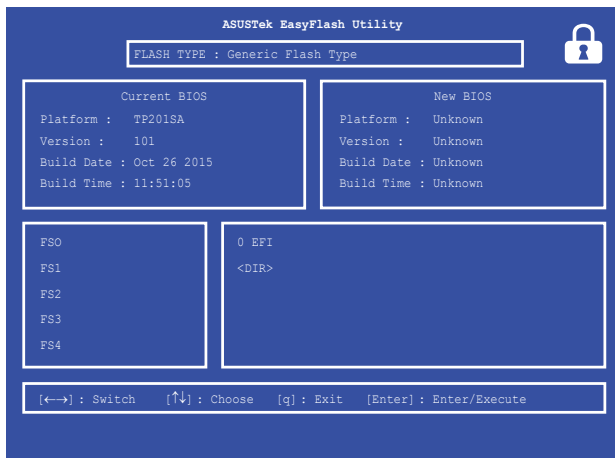 ASUSTek EasyFlash Utility
FLASH TYPE : Generic Flash Type
Current BIOS
Platform : TP201SA
Version : 101
Build Date : Oct 26 2015
Build Time : 11:51:05
New BIOS
Platform : Unknown
Version : Unknown
Build Date : Unknown
Build Time : Unknown
FSO
FS1
FS2
FS3
FS4
0 EFI
<DIR>
[←→] : Switch [↑↓] : Choose [q] : Exit [Enter] : Enter/Execute